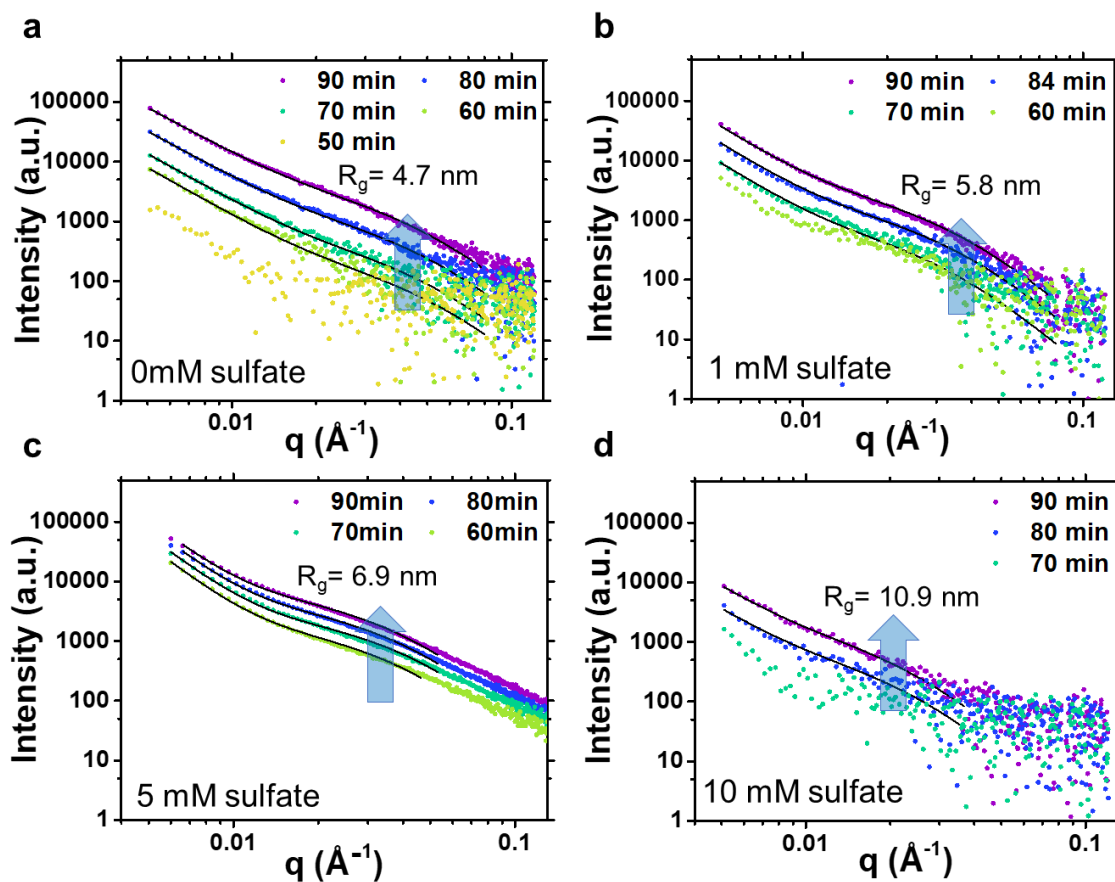 a
90 min 80 min
70 min 60 min
50 min
100000
10000
1000
100
10
1
Intensity (a.u.)
Rg= 4.7 nm
0mM sulfate
0.01 0.1
q (Å⁻¹)
b
90 min 84 min
70 min 60 min
100000
10000
1000
100
10
1
Intensity (a.u.)
Rg= 5.8 nm
1 mM sulfate
0.01 0.1
q (Å⁻¹)
c
90min 80min
70min 60min
100000
10000
1000
100
10
1
Intensity (a.u.)
Rg= 6.9 nm
5 mM sulfate
0.01 0.1
q (Å⁻¹)
d
90 min
80 min
70 min
100000
10000
1000
100
10
1
Intensity (a.u.)
Rg= 10.9 nm
10 mM sulfate
0.01 0.1
q (Å⁻¹)